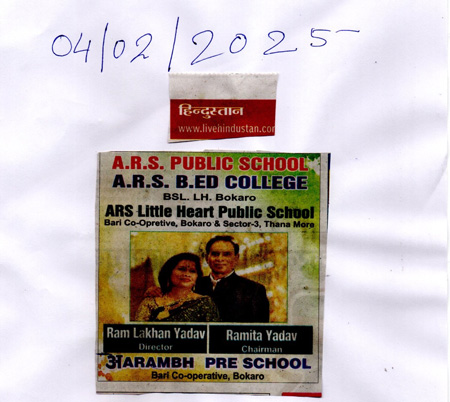 04/02/2025
हिन्दुस्तान
www.livehindustan.com
A.R.S. PUBLIC SCHOOL
A.R.S. B.ED COLLEGE
BSL. LH. Bokaro
ARS Little Heart Public School
Bari Co-Opretive, Bokaro & Sector-3, Thana More
Ram Lakhan Yadav Ramita Yadav
Director Chairman
अARAMBH PRE SCHOOL
Bari Co-operative, Bokaro